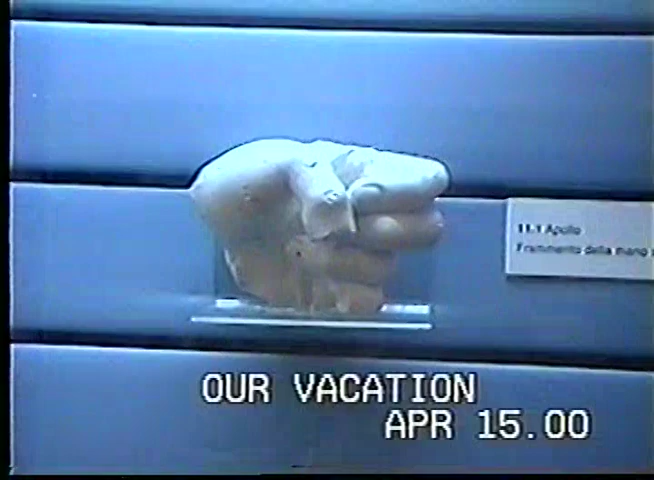 11.1 Apollo
Frammento della mano
OUR VACATION
APR 15.00